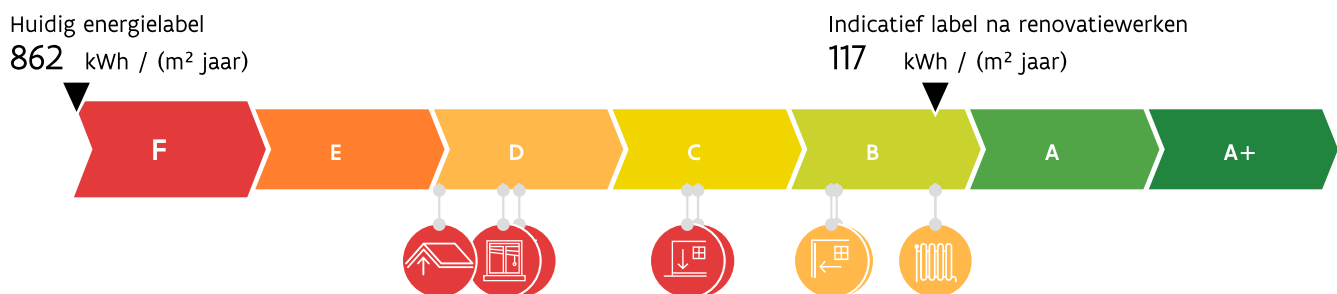 Huidig energielabel
862 kWh / (m² jaar)
Indicatief label na renovatiewerken
117 kWh / (m² jaar)
F E D C B A A+